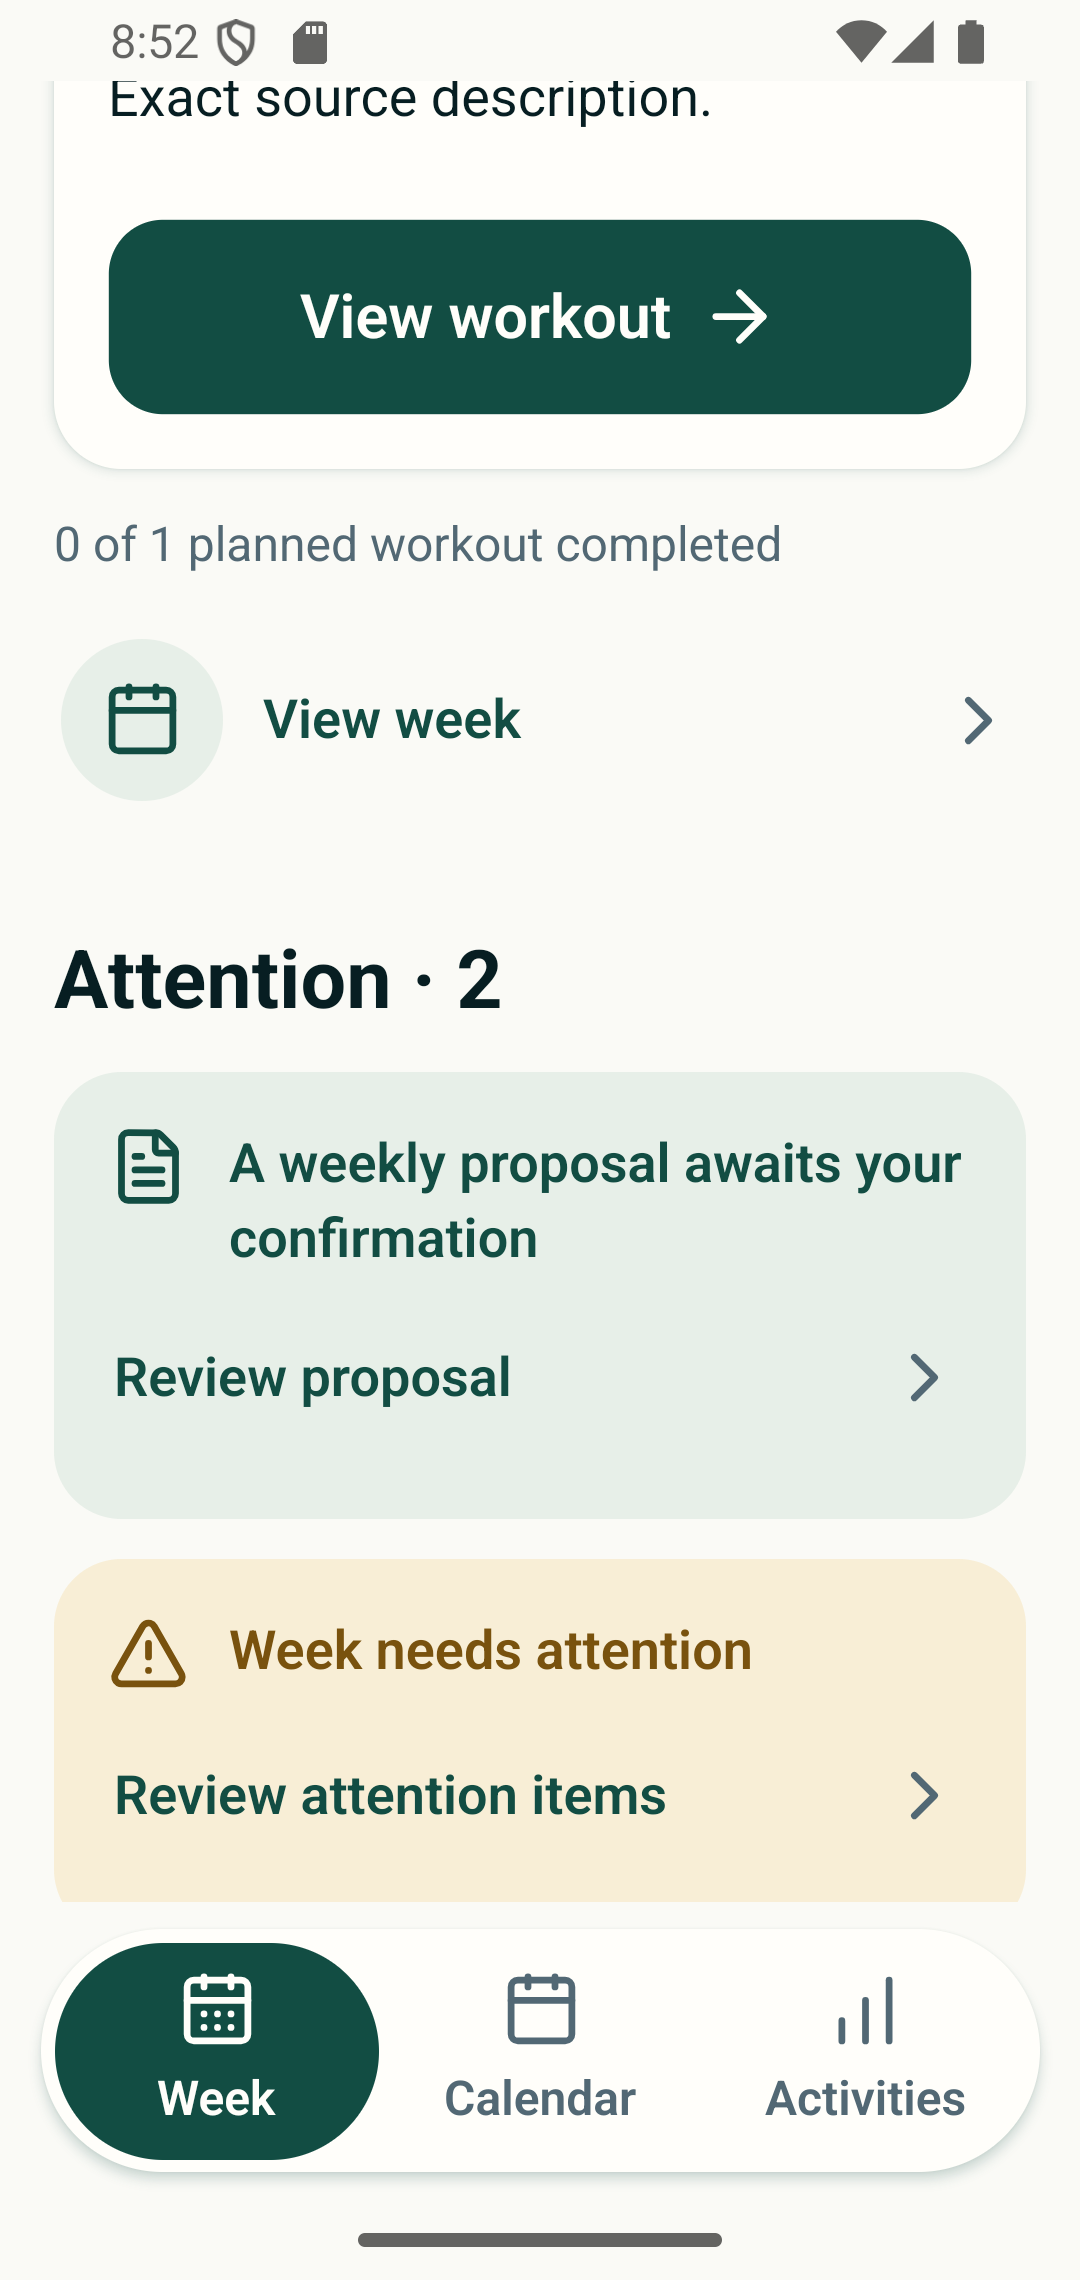 8:52
Exact source description.
View workout
0 of 1 planned workout completed
View week
Attention · 2
A weekly proposal awaits your
confirmation
Review proposal
Week needs attention
Review attention items
Week
Calendar
Activities